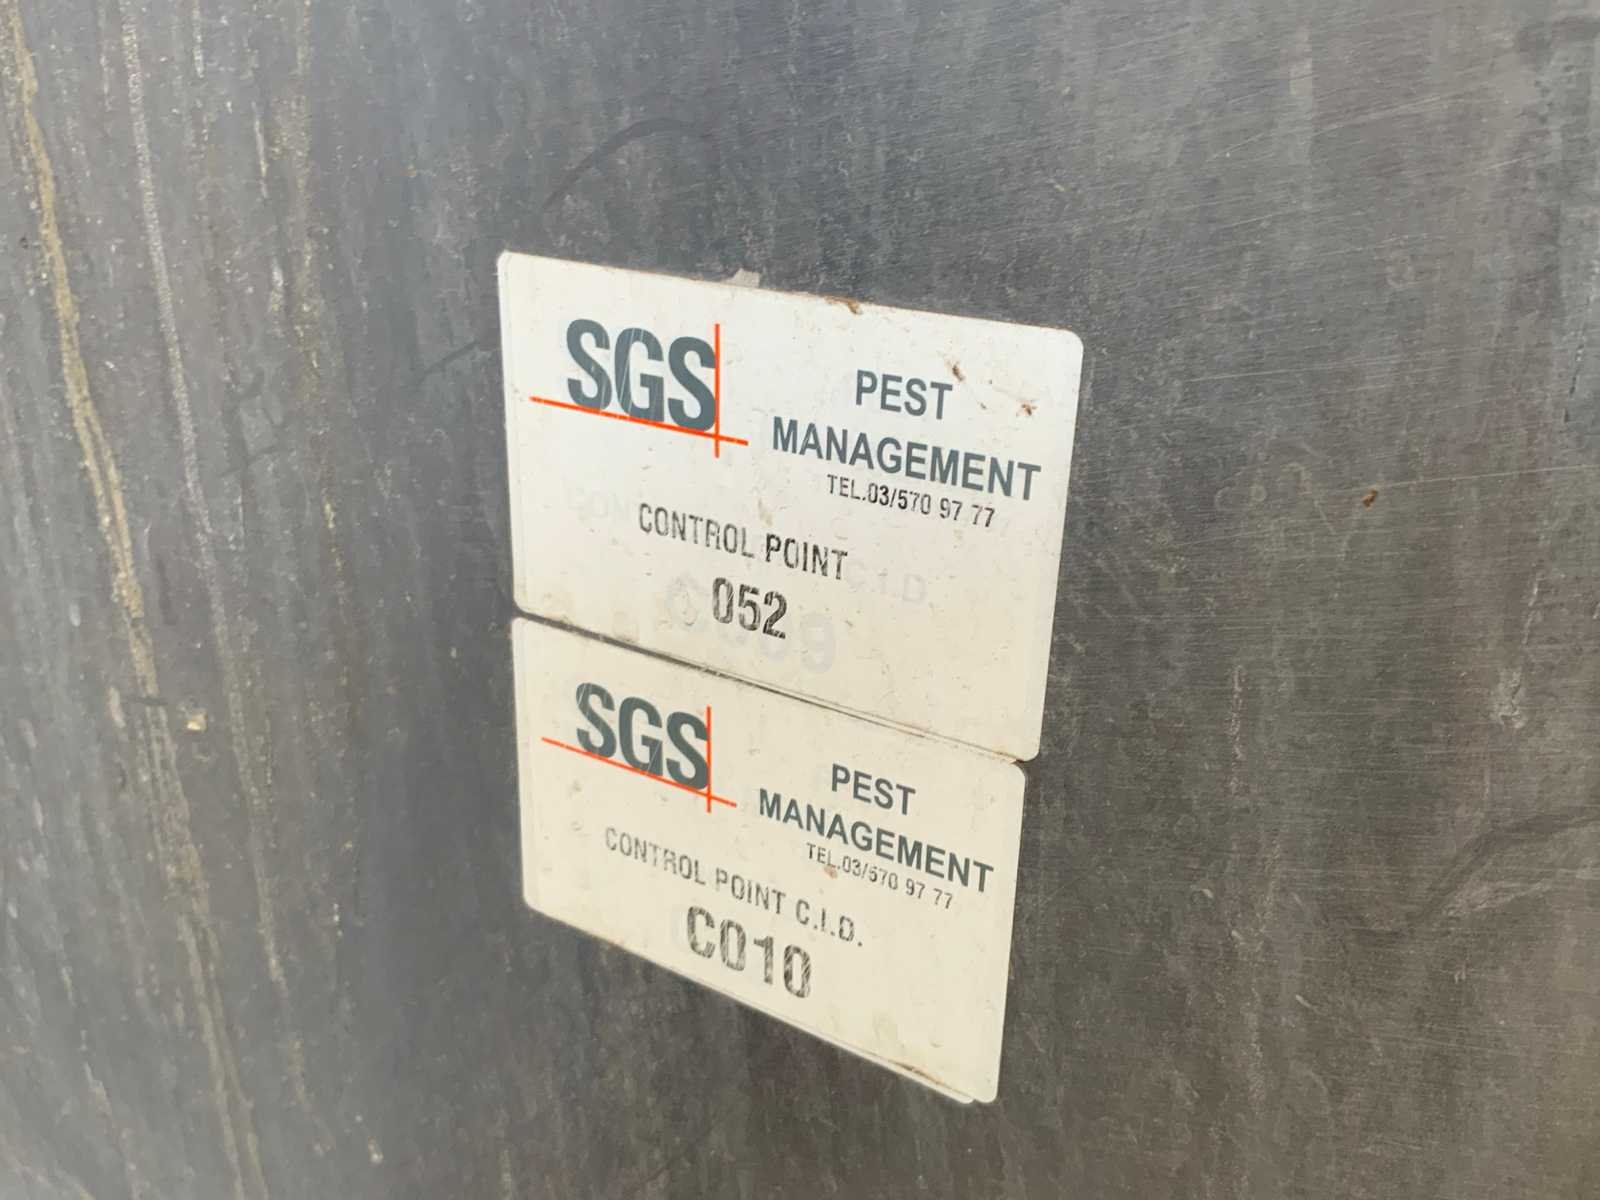 SGS
PEST
MANAGEMENT
TEL.03/570 97 77
CONTROL POINT
052
SGS
PEST
MANAGEMENT
TEL.03/570 97 77
CONTROL POINT C.I.D.
C010